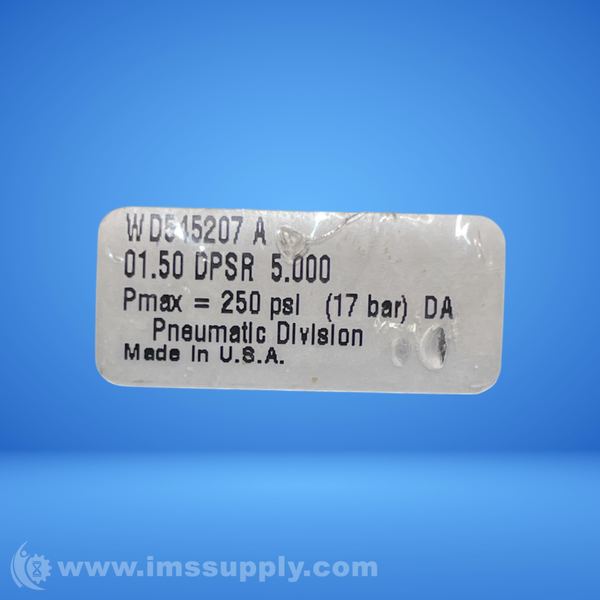 WD515207 A
01.50 DPSR 5.000
Pmax = 250 psi (17 bar) DA
Pneumatic Division
Made in U.S.A.
www.imssupply.com